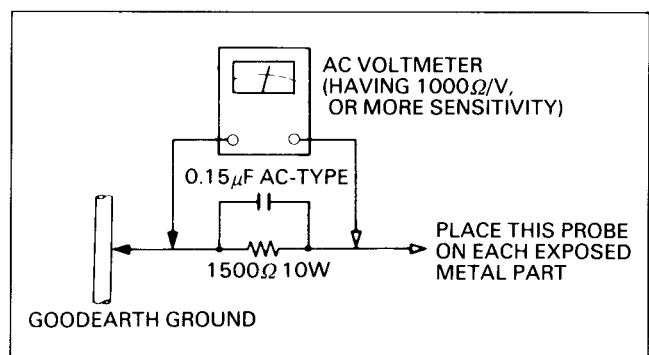 AC VOLTMETER
(HAVING 1000Ω/V,
OR MORE SENSITIVITY)
0.15μF AC-TYPE
1500Ω 10W
PLACE THIS PROBE
ON EACH EXPOSED
METAL PART
GOODEARTH GROUND